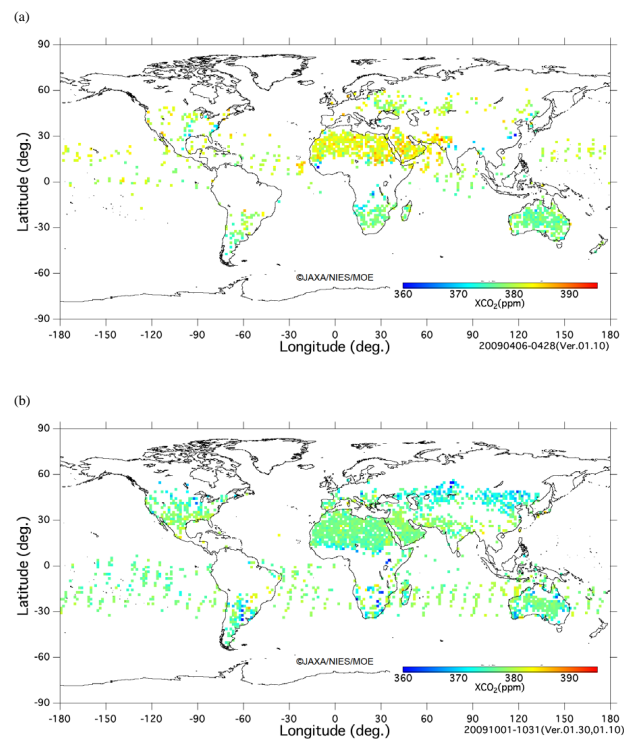 (a)
90
60
30
0
-30
-60
-90
Latitude (deg.)
©JAXA/NIES/MOE
360 370 380 390
XCO2(ppm)
-180 -150 -120 -90 -60 -30 0 30 60 90 120 150 180
Longitude (deg.)
20090406-0428(Ver.01.10)
(b)
90
60
30
0
-30
-60
-90
Latitude (deg.)
©JAXA/NIES/MOE
360 370 380 390
XCO2(ppm)
-180 -150 -120 -90 -60 -30 0 30 60 90 120 150 180
Longitude (deg.)
20091001-1031(Ver.01.30,01.10)